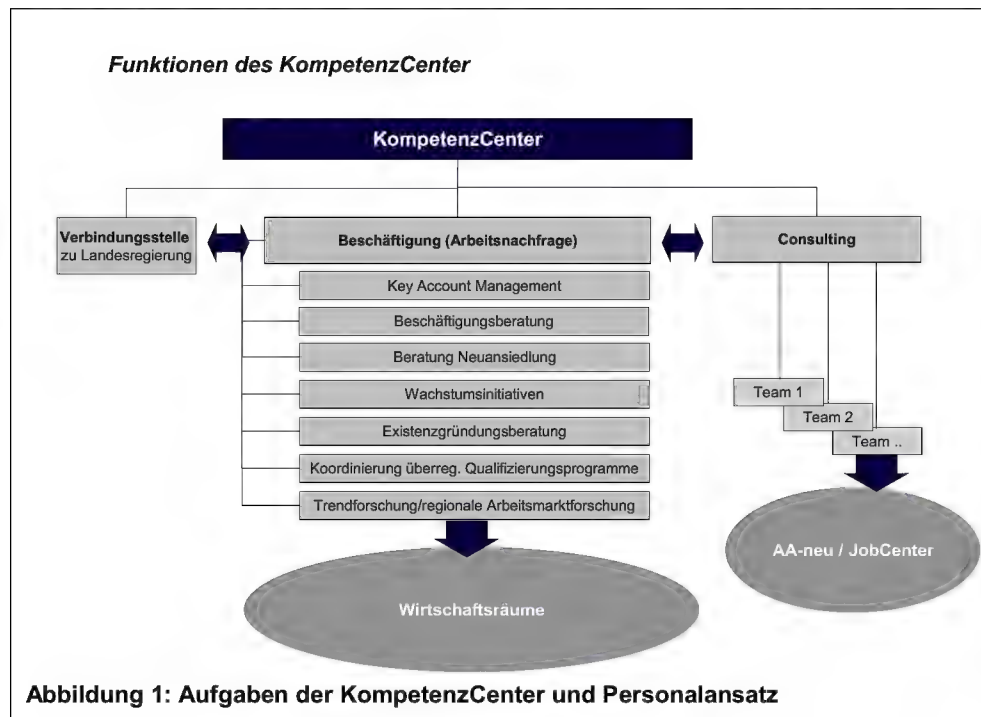 Funktionen des KompetenzCenter
KompetenzCenter
Verbindungsstelle
zu Landesregierung
Beschäftigung (Arbeitsnachfrage)
Consulting
Key Account Management
Beschäftigungsberatung
Beratung Neuansiedlung
Wachstumsinitiativen
Existenzgründungsberatung
Koordinierung überreg. Qualifizierungsprogramme
Trendforschung/regionale Arbeitsmarktforschung
Team 1
Team 2
Team ..
AA-neu / JobCenter
Wirtschaftsräume
Abbildung 1: Aufgaben der KompetenzCenter und Personalansatz